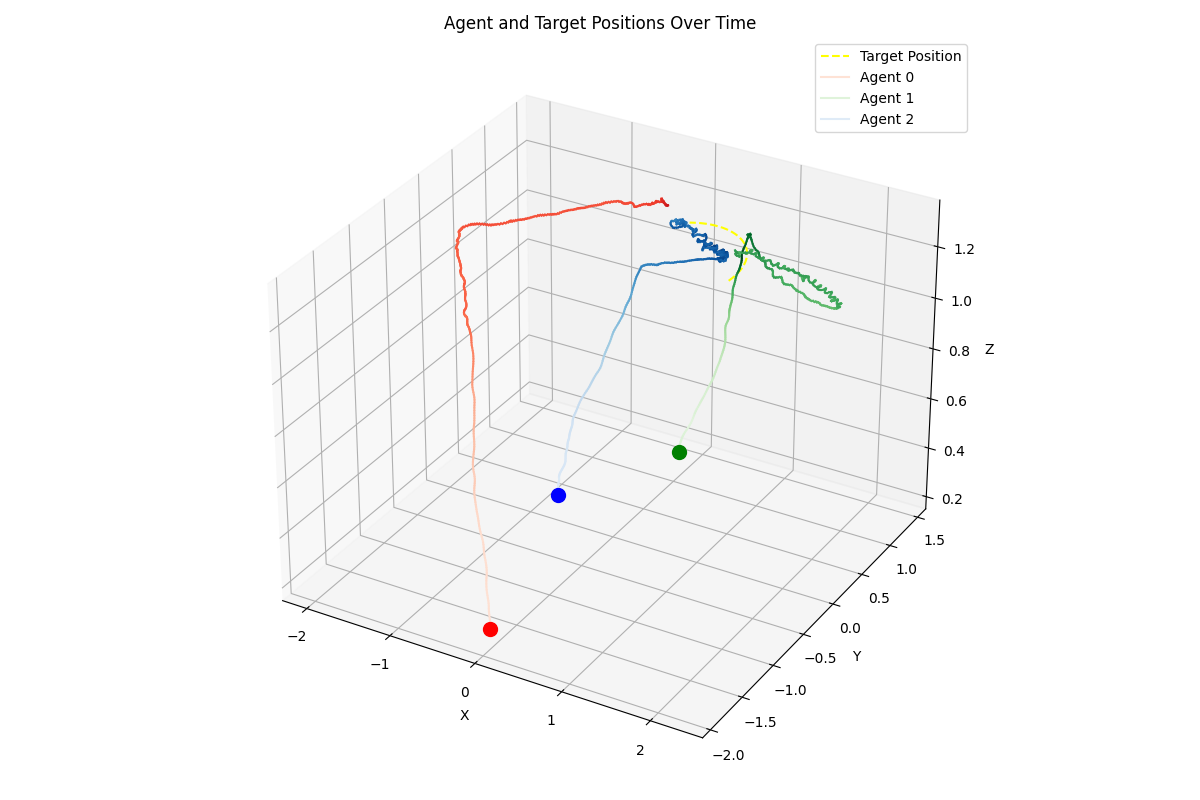 Agent and Target Positions Over Time
Target Position
Agent 0
Agent 1
Agent 2
1.2
1.0
0.8
0.6
0.4
0.2
Z
1.5
1.0
0.5
0.0
−0.5
−1.0
−1.5
−2.0
Y
−2
−1
0
1
2
X